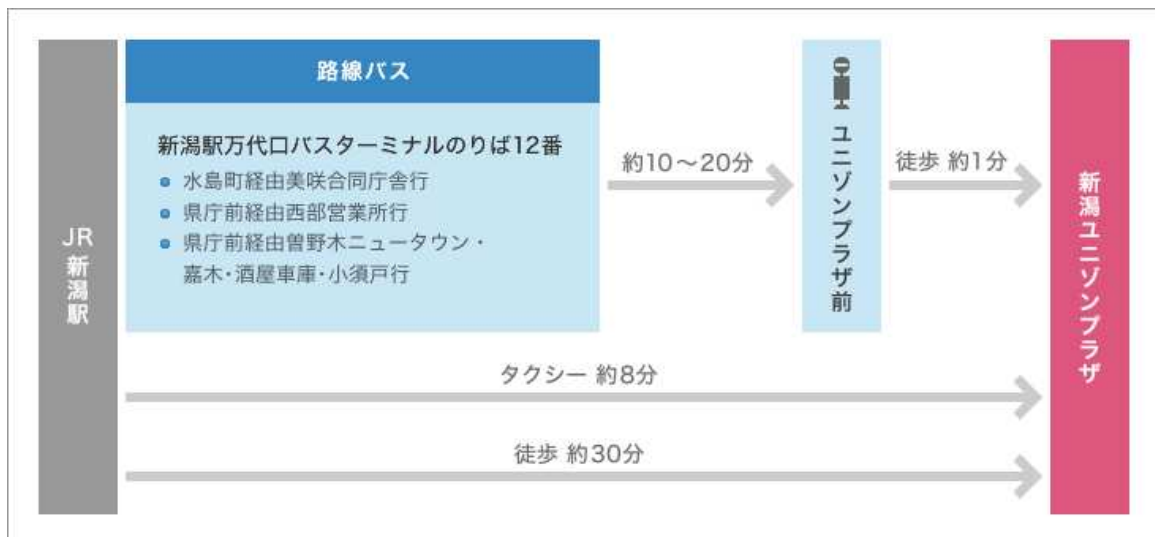 JR新潟駅
路線バス
新潟駅万代口バスターミナルのりば12番
水島町経由美咲合同庁舎行
県庁前経由西部営業所行
県庁前経由曽野木ニュータウン・
嘉木・酒屋車庫・小須戸行
約10〜20分
ユニゾンプラザ前
徒歩 約1分
新潟ユニゾンプラザ
タクシー 約8分
徒歩 約30分